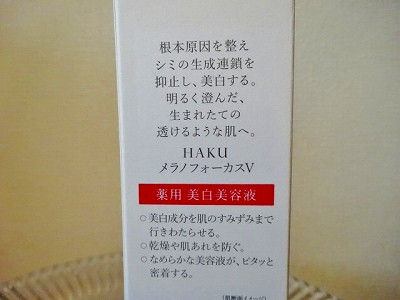 根本原因を整え
シミの生成連鎖を
抑止し、美白する。
明るく澄んだ、
生まれたての
透けるような肌へ。
HAKU
メラノフォーカスV
薬用 美白美容液
○美白成分を肌のすみずみまで
行きわたらせる。
○乾燥や肌あれを防ぐ。
○なめらかな美容液が、ピタッと
密着する。